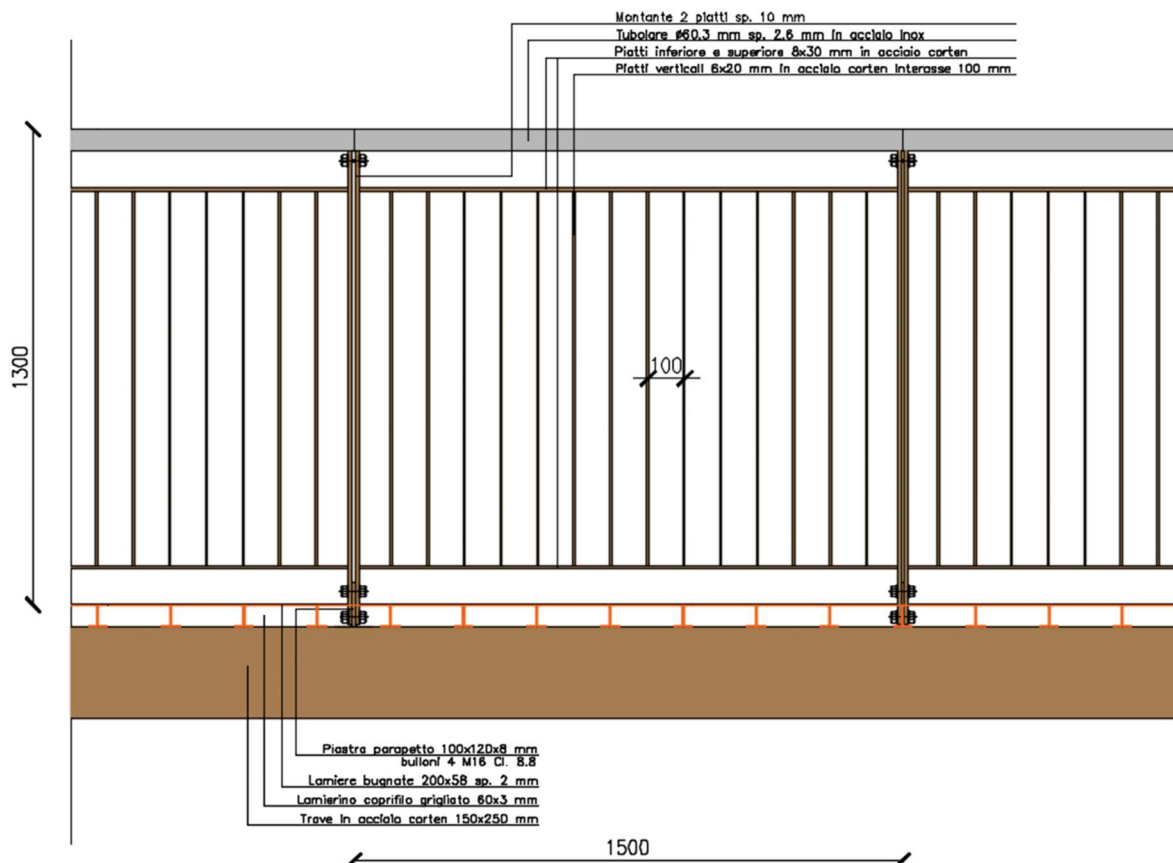 Montante 2 piatti sp. 10 mm
Tubolare ø60.3 mm sp. 2.6 mm in acciaio inox
Piatti inferiore e superiore 8x30 mm in acciaio corten
Piatti verticali 6x20 mm in acciaio corten interasse 100 mm
1300
100
Piastra parapetto 100x120x8 mm
bulloni 4 M16 Cl. 8.8
Lamiere bugnate 200x58 sp. 2 mm
Lamierino coprifilo grigliato 60x3 mm
Trave in acciaio corten 150x250 mm
1500